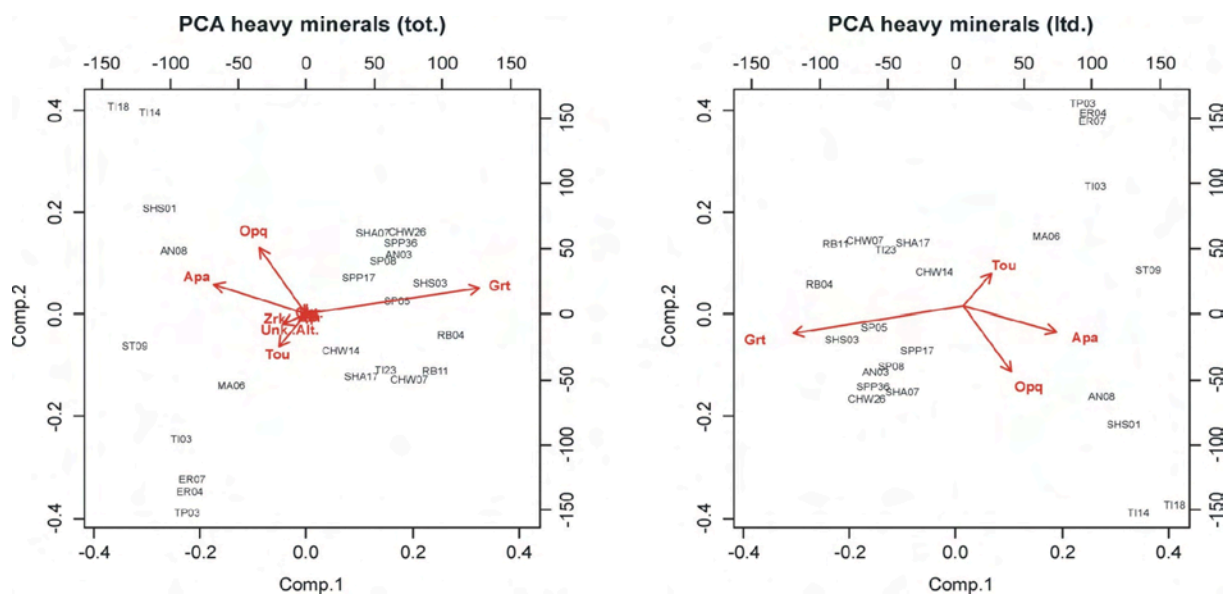 PCA heavy minerals (tot.)
-150 -100 -50 0 50 100 150
0.4
0.2
0.0
0.2
-0.4
Comp.2
TI18
TI14
SHS01
AN08
Opq
Apa
SHA07
CHW26
SPP36
AN03
SP08
SPP17
SHS03
Grt
SP05
Zrk
Unk.
Alt.
RB04
Tou
ST09
CHW14
MA06
TI23
RB11
SHA17
CHW07
TI03
ER07
ER04
TP03
150
100
50
0
-50
-100
-150
-0.4 -0.2 0.0 0.2 0.4
Comp.1
PCA heavy minerals (ltd.)
-150 -100 -50 0 50 100 150
0.4
0.2
0.0
0.2
-0.4
Comp.2
TP03
ER04
ER07
TI03
MA06
RB11
CHW07
SHA17
TI23
Tou
ST09
CHW14
RB04
SP05
Grt
SHS03
Apa
SPP17
SP08
AN03
Opq
SPP36
SHA07
CHW26
AN08
SHS01
TI18
TI14
150
100
50
0
-50
-100
-150
-0.4 -0.2 0.0 0.2 0.4
Comp.1